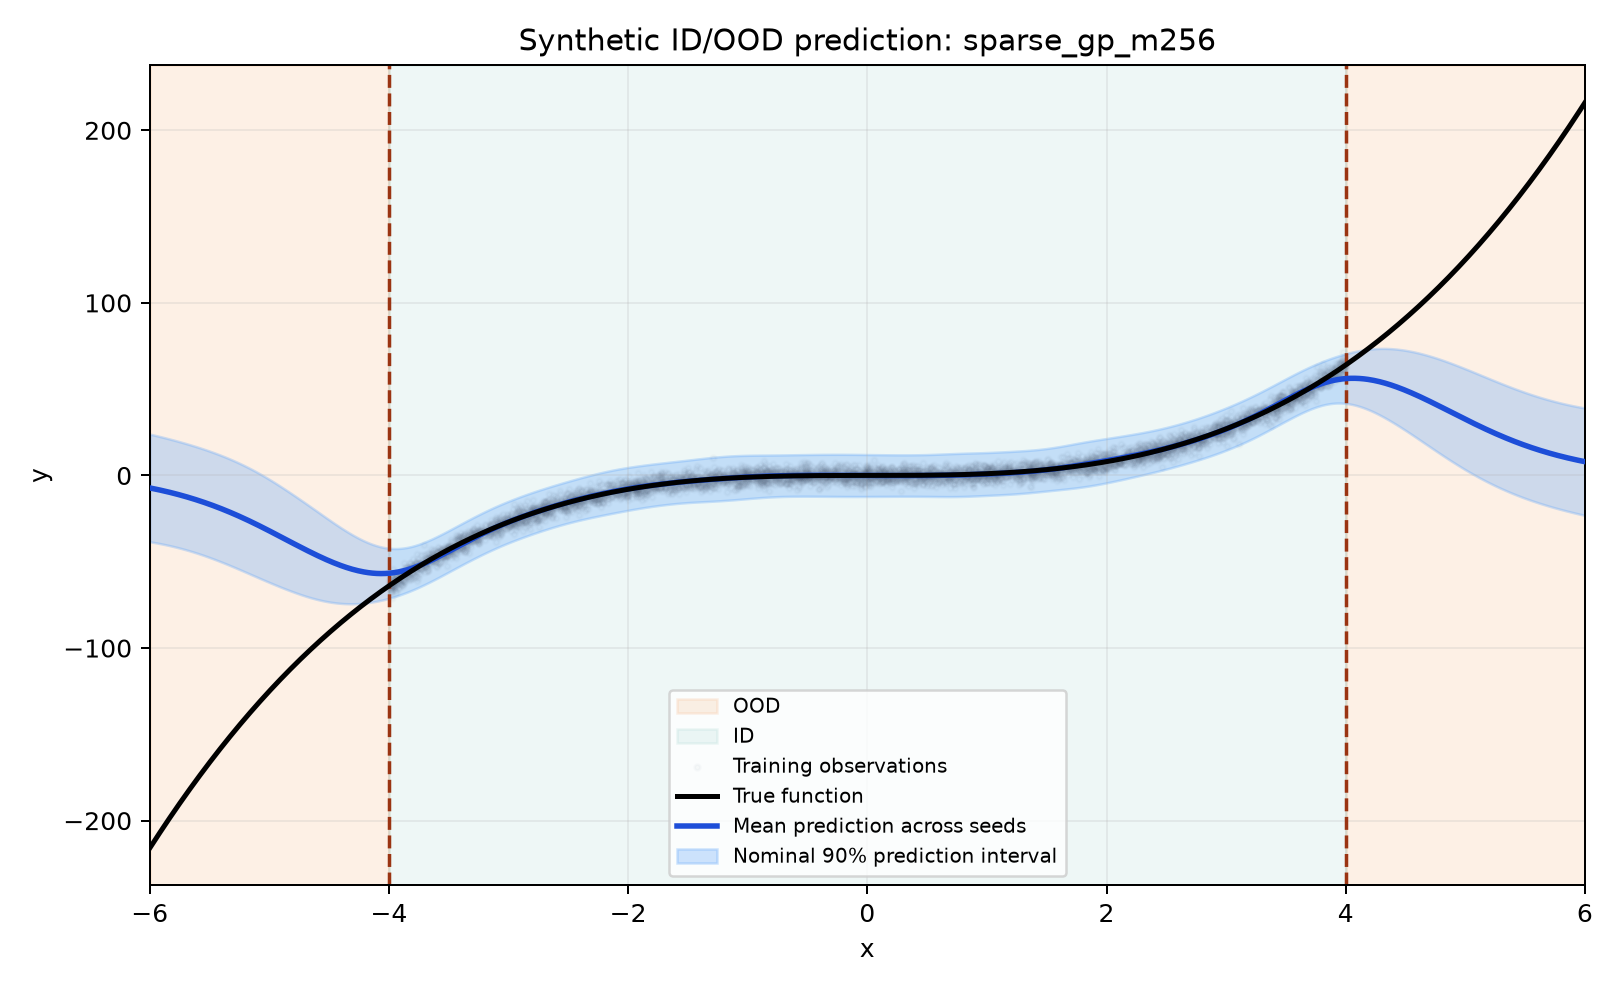 Synthetic ID/OOD prediction: sparse_gp_m256
200
100
0
−100
−200
y
OOD
ID
Training observations
True function
Mean prediction across seeds
Nominal 90% prediction interval
−6
−4
−2
0
2
4
6
x